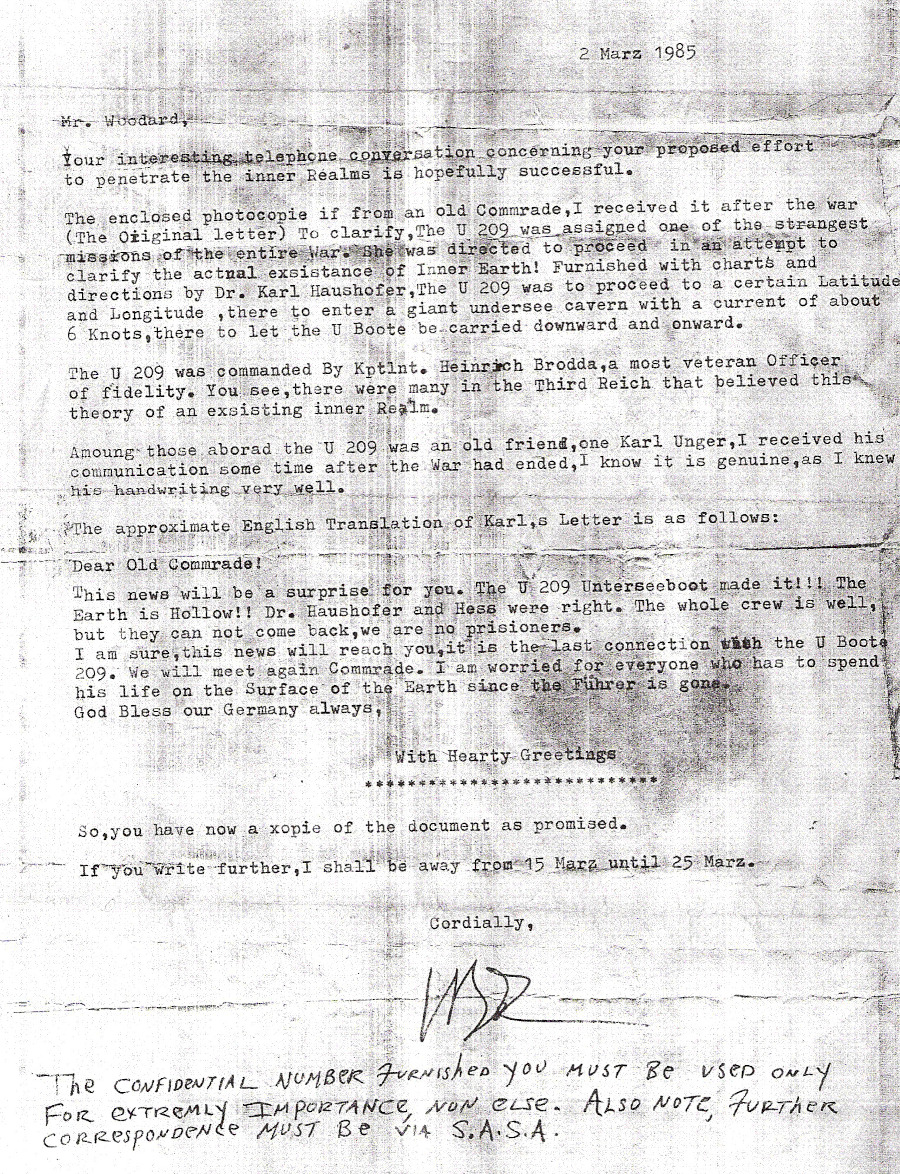 2 Marz 1985
Mr. Woodard,
Your interesting telephone conversation concerning your proposed effort
to penetrate the inner Realms is hopefully successful.
The enclosed photocopie if from an old Commrade,I received it after the war
(The Original letter) To clarify,The U 209 was assigned one of the strangest
missions of the entire War. She was directed to proceed in an attempt to
clarify the actnal exsistance of Inner Earth! Furnished with charts and
directions by Dr. Karl Haushofer,The U 209 was to proceed to a certain Latitude
and Longitude ,there to enter a giant undersee cavern with a current of about
6 Knots,there to let the U Boote be carried downward and onward.
The U 209 was commanded By Kptlnt. Heinrich Brodda,a most veteran Officer
of fidelity. You see,there were many in the Third Reich that believed this
theory of an exsisting inner Realm.
Amoung those aborad the U 209 was an old friend,one Karl Unger,I received his
communication some time after the War had ended,I know it is genuine,as I knew
his handwriting very well.
The approximate English Translation of Karl,s Letter is as follows:
Dear Old Commrade!
This news will be a surprise for you. The U 209 Unterseeboot made it!!! The
Earth is Hollow!! Dr. Haushofer and Hess were right. The whole crew is well,
but they can not come back,we are no prisioners.
I am sure,this news will reach you,it is the last connection with the U Boote
209. We will meet again Commrade. I am worried for everyone who has to spend
his life on the Surface of the Earth since the Führer is gone.
God Bless our Germany always,
With Hearty Greetings
****************************
So,you have now a xopie of the document as promised.
If you write further,I shall be away from 15 Marz until 25 Marz.
Cordially,
The CONFIDENTIAL NUMBER FURNIShed YOU MUST BE USED ONLY
FOR EXTREMLY IMPORTANCE, NON ELSE. ALSO NOTE, FURTHER
CORRESPONDENCE MUST BE VIA S.A.S.A.